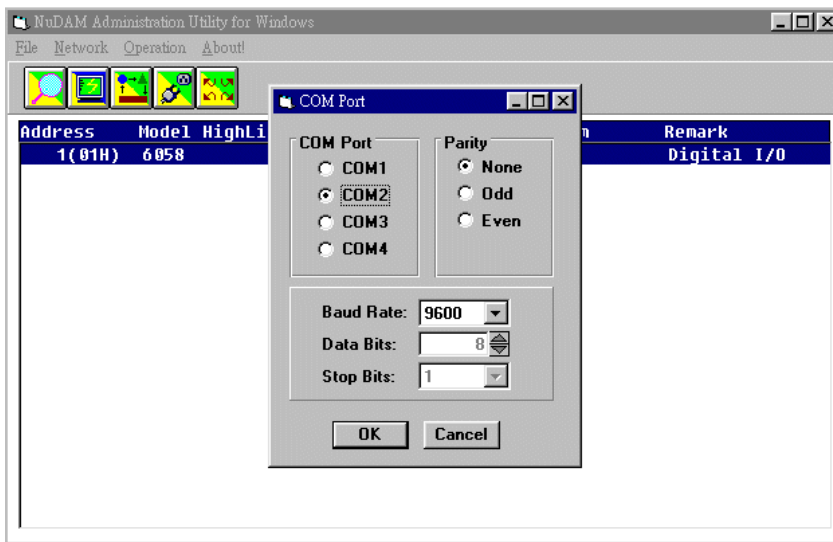 NuDAM Administration Utility for Windows
File Network Operation About!
COM Port
Address Model HighLi n Remark
1(01H) 6058 Digital I/O
COM Port
COM1
COM2
COM3
COM4
Parity
None
Odd
Even
Baud Rate: 9600
Data Bits: 8
Stop Bits: 1
OK Cancel